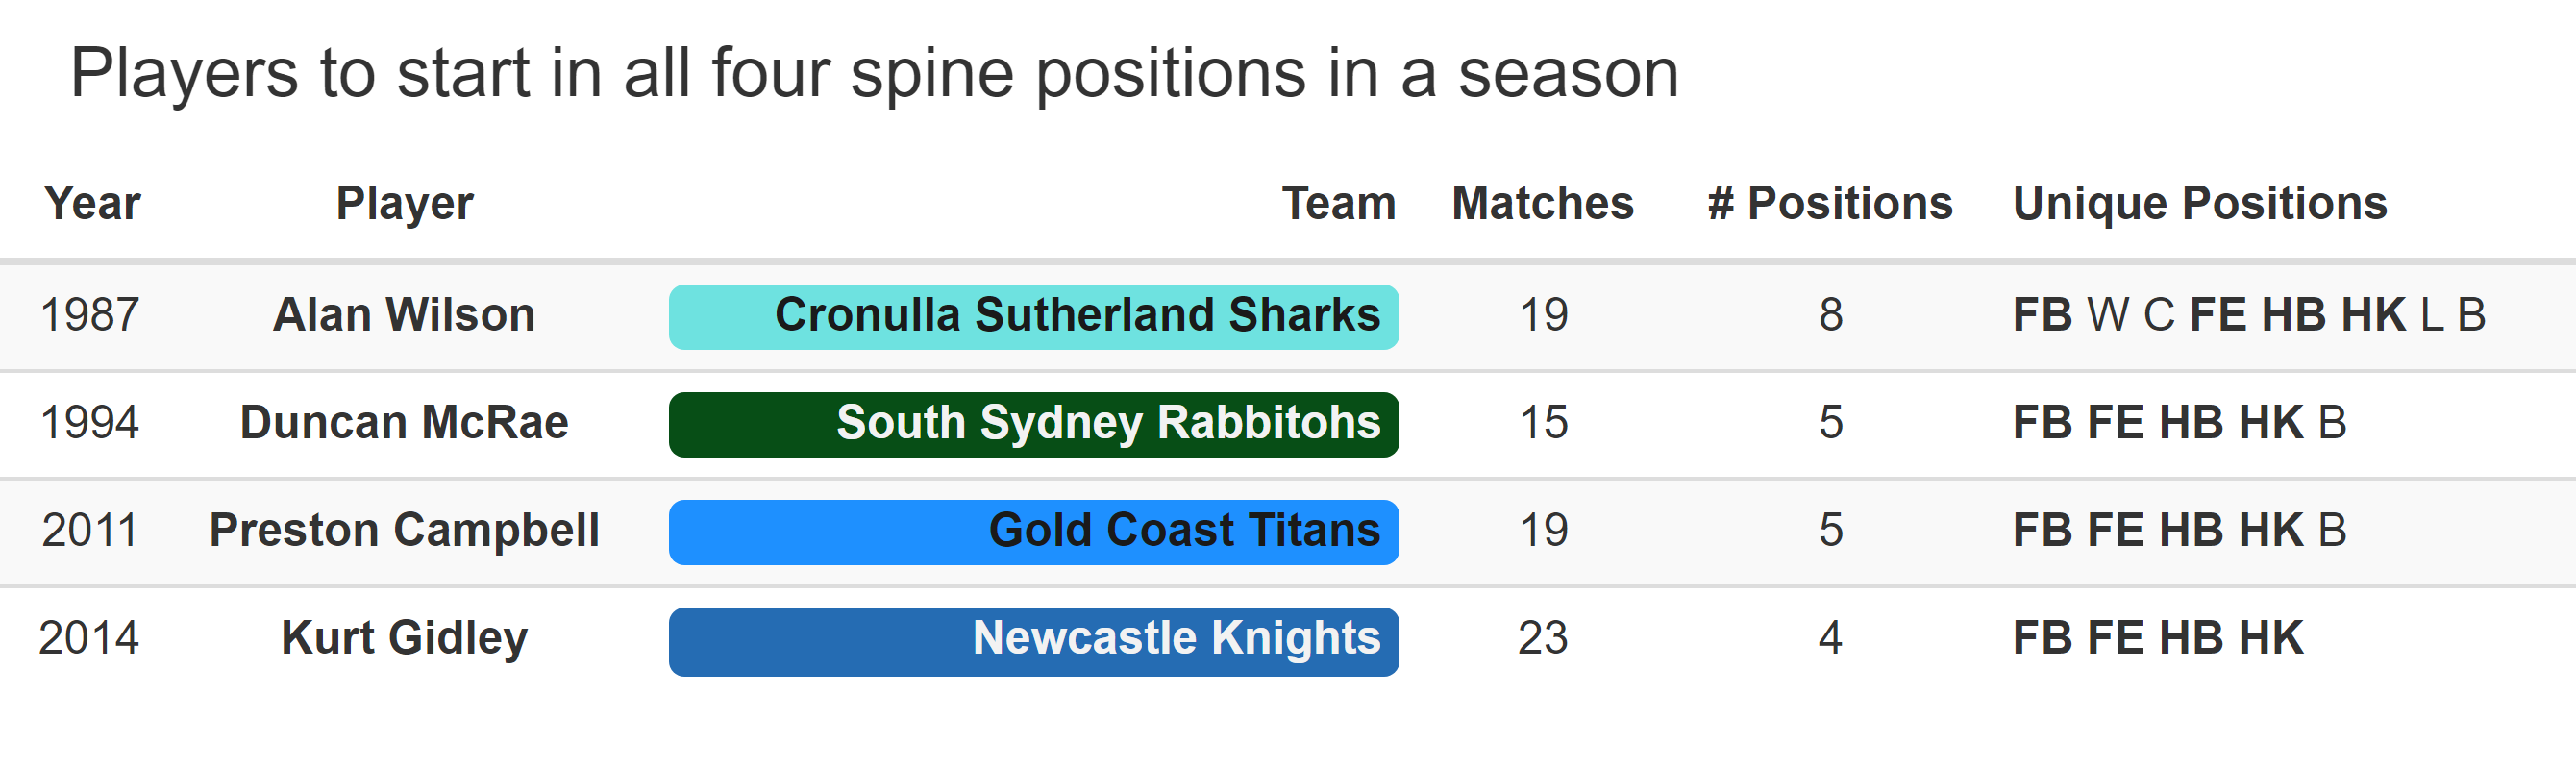 Players to start in all four spine positions in a season
Year Player Team Matches # Positions Unique Positions
1987 Alan Wilson Cronulla Sutherland Sharks 19 8 FB W C FE HB HK L B
1994 Duncan McRae South Sydney Rabbitohs 15 5 FB FE HB HK B
2011 Preston Campbell Gold Coast Titans 19 5 FB FE HB HK B
2014 Kurt Gidley Newcastle Knights 23 4 FB FE HB HK